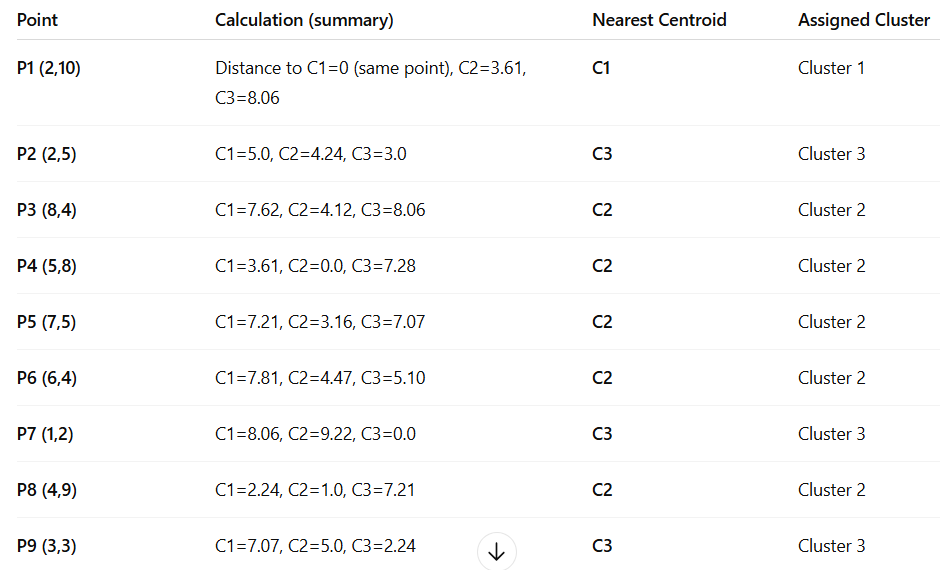 Point Calculation (summary) Nearest Centroid Assigned Cluster
P1 (2,10) Distance to C1=0 (same point), C2=3.61, C1 Cluster 1
C3=8.06
P2 (2,5) C1=5.0, C2=4.24, C3=3.0 C3 Cluster 3
P3 (8,4) C1=7.62, C2=4.12, C3=8.06 C2 Cluster 2
P4 (5,8) C1=3.61, C2=0.0, C3=7.28 C2 Cluster 2
P5 (7,5) C1=7.21, C2=3.16, C3=7.07 C2 Cluster 2
P6 (6,4) C1=7.81, C2=4.47, C3=5.10 C2 Cluster 2
P7 (1,2) C1=8.06, C2=9.22, C3=0.0 C3 Cluster 3
P8 (4,9) C1=2.24, C2=1.0, C3=7.21 C2 Cluster 2
P9 (3,3) C1=7.07, C2=5.0, C3=2.24 C3 Cluster 3